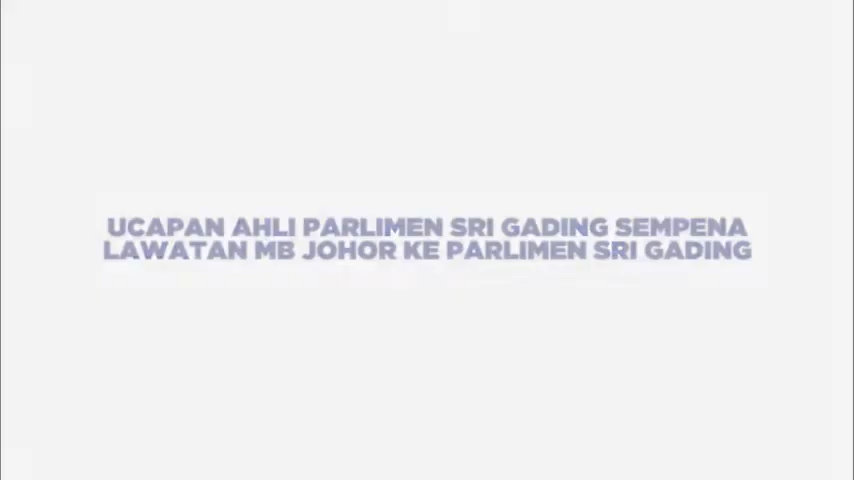 UCAPAN AHLI PARLIMEN SRI GADING SEMPENA
LAWATAN MB JOHOR KE PARLIMEN SRI GADING